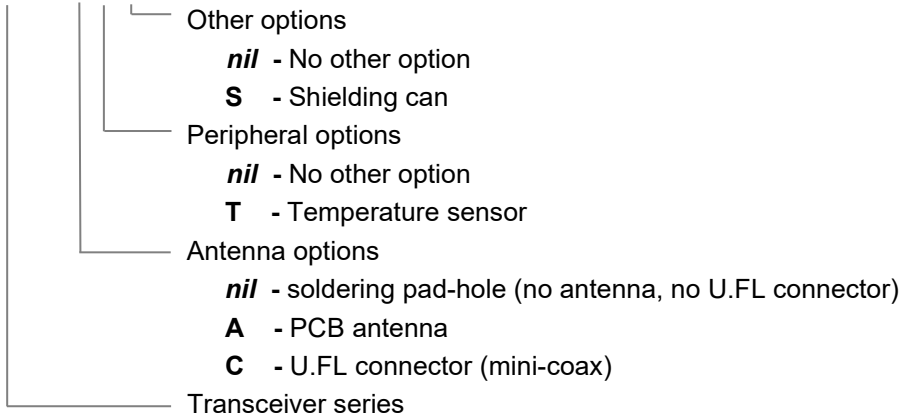 Other options
nil - No other option
S - Shielding can
Peripheral options
nil - No other option
T - Temperature sensor
Antenna options
nil - soldering pad-hole (no antenna, no U.FL connector)
A - PCB antenna
C - U.FL connector (mini-coax)
Transceiver series